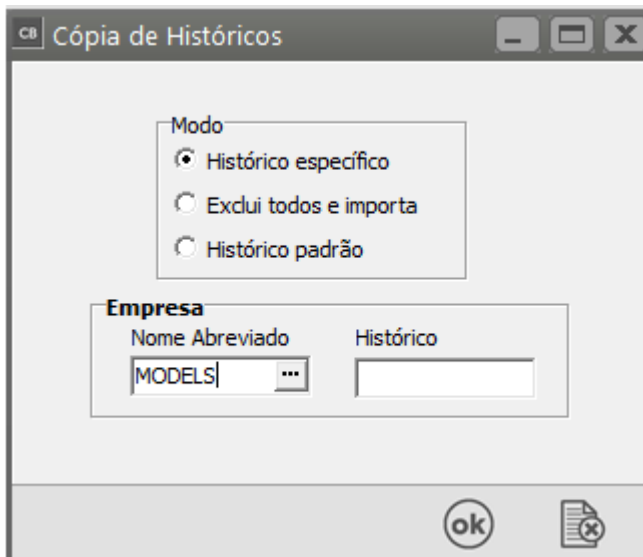 CB Cópia de Históricos
Modo
Histórico específico
Exclui todos e importa
Histórico padrão
Empresa
Nome Abreviado Histórico
MODELS ...
ok